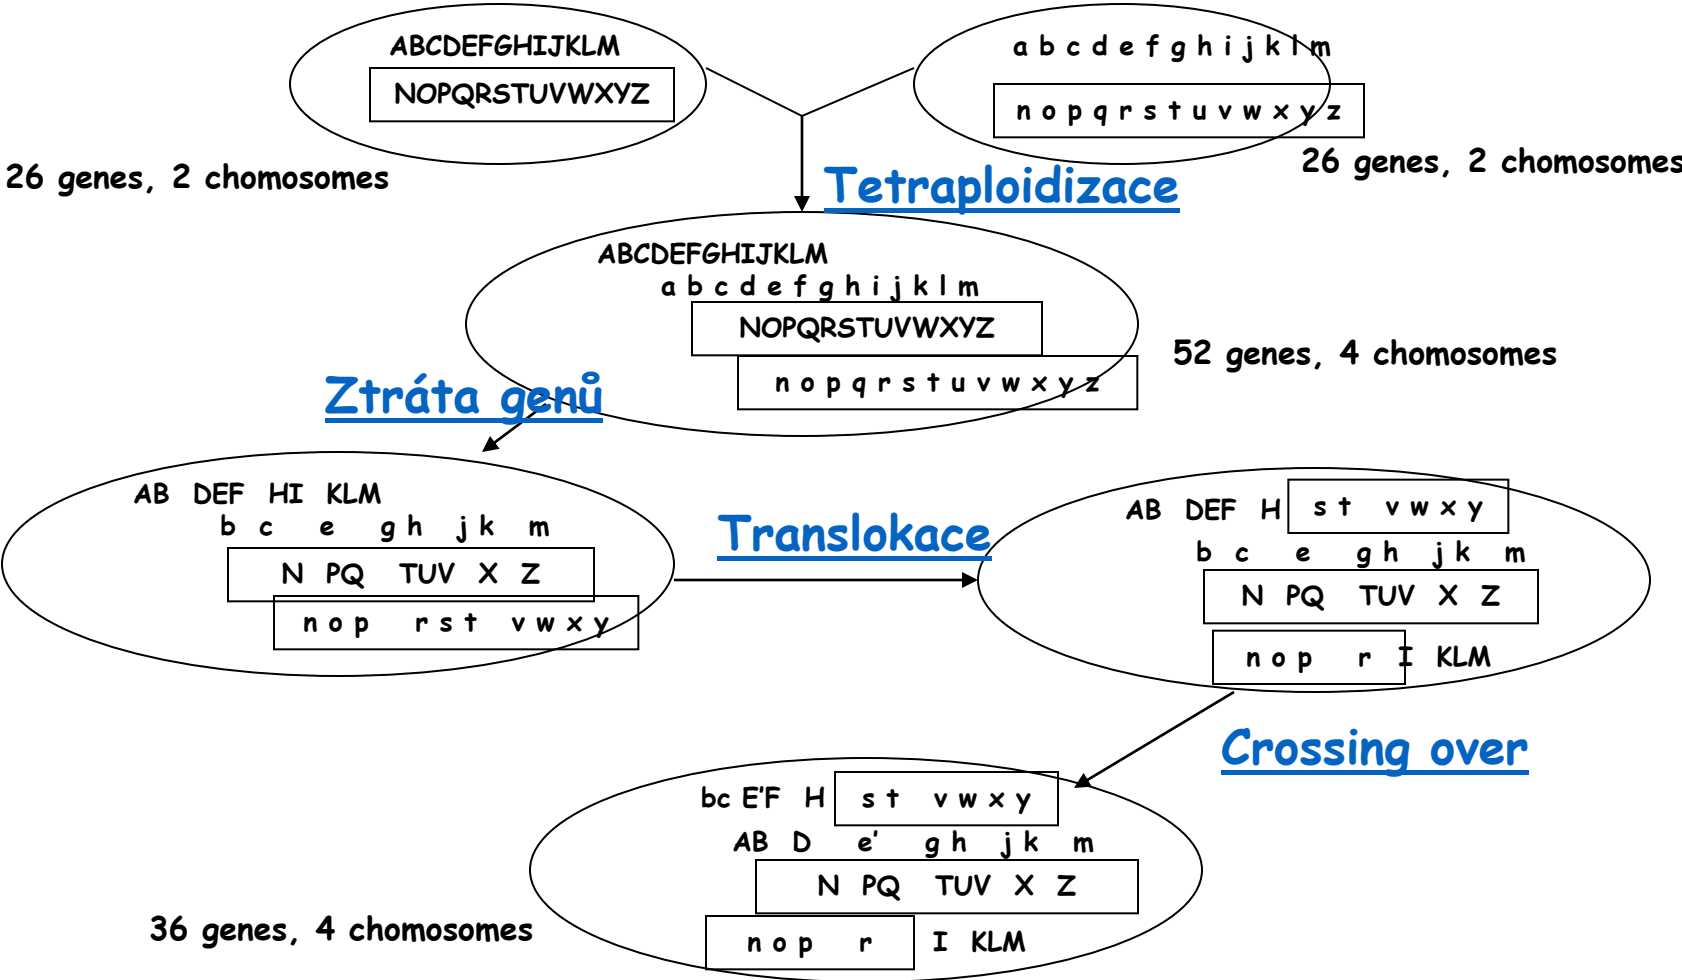 ABCDEFGHIJKLM
NOPQRSTUVWXYZ
a b c d e f g h i j k l m
n o p q r s t u v w x y z
26 genes, 2 chomosomes
26 genes, 2 chomosomes
Tetraploidizace
ABCDEFGHIJKLM
a b c d e f g h i j k l m
NOPQRSTUVWXYZ
n o p q r s t u v w x y z
52 genes, 4 chomosomes
Ztráta genů
AB DEF HI KLM
b c e g h j k m
N PQ TUV X Z
n o p r s t v w x y
Translokace
AB DEF H s t v w x y
b c e g h j k m
N PQ TUV X Z
n o p r I KLM
Crossing over
bc E'F H s t v w x y
AB D e' g h j k m
N PQ TUV X Z
n o p r I KLM
36 genes, 4 chomosomes